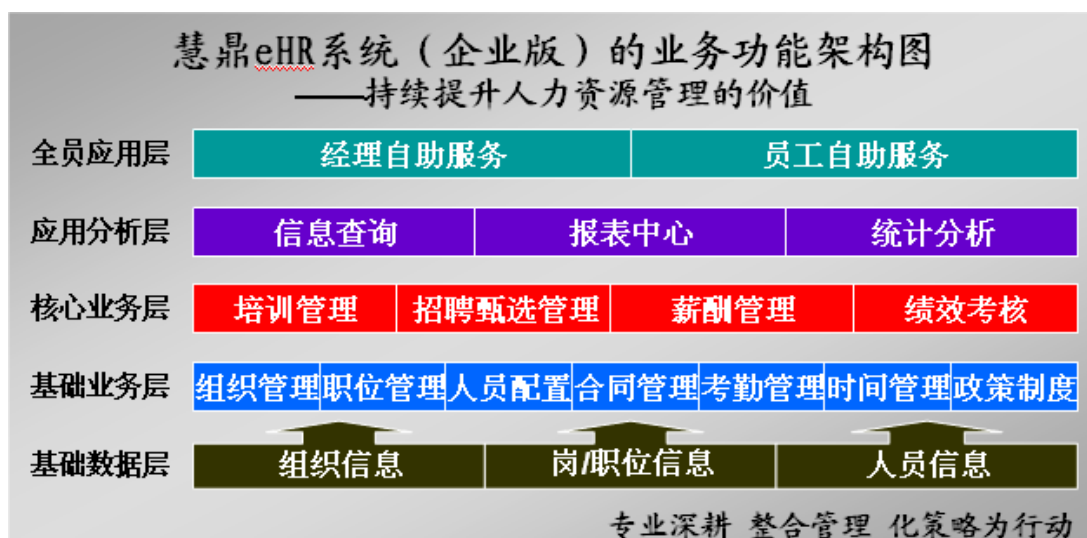 慧鼎eHR系统（企业版）的业务功能架构图
——持续提升人力资源管理的价值
全员应用层 经理自助服务 员工自助服务
应用分析层 信息查询 报表中心 统计分析
核心业务层 培训管理 招聘甄选管理 薪酬管理 绩效考核
基础业务层 组织管理 职位管理 人员配置 合同管理 考勤管理 时间管理 政策制度
基础数据层 组织信息 岗/职位信息 人员信息
专业深耕 整合管理 化策略为行动